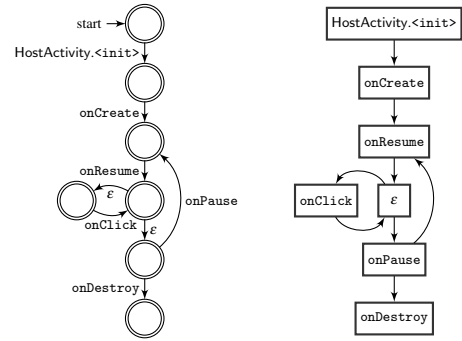 start
HostActivity.<init>
onCreate
onResume
ε
onClick
ε
onPause
onDestroy
HostActivity.<init>
onCreate
onResume
onClick
ε
onPause
onDestroy